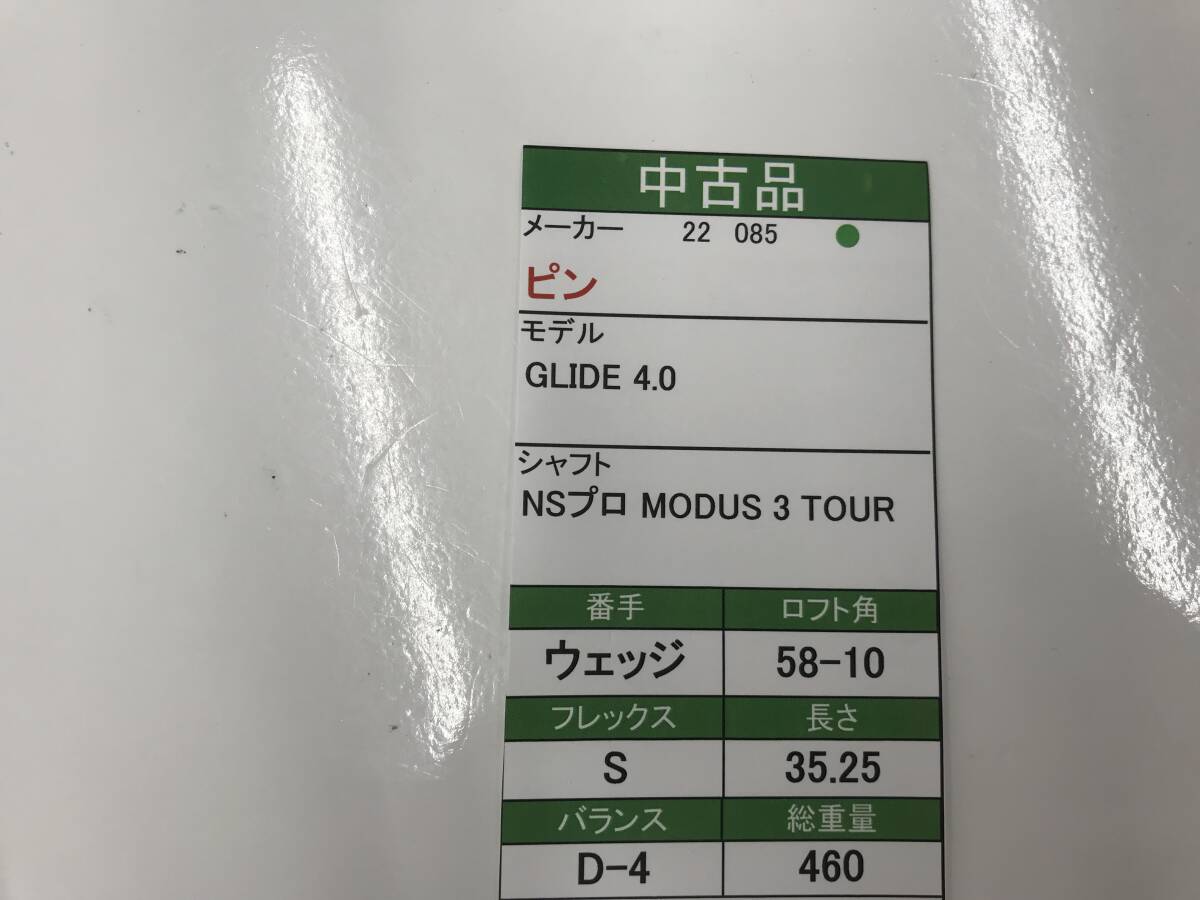 中古品
メーカー 22 085
ピン
モデル
GLIDE 4.0
シャフト
NSプロ MODUS 3 TOUR
番手 ロフト角
ウェッジ 58-10
フレックス 長さ
S 35.25
バランス 総重量
D-4 460